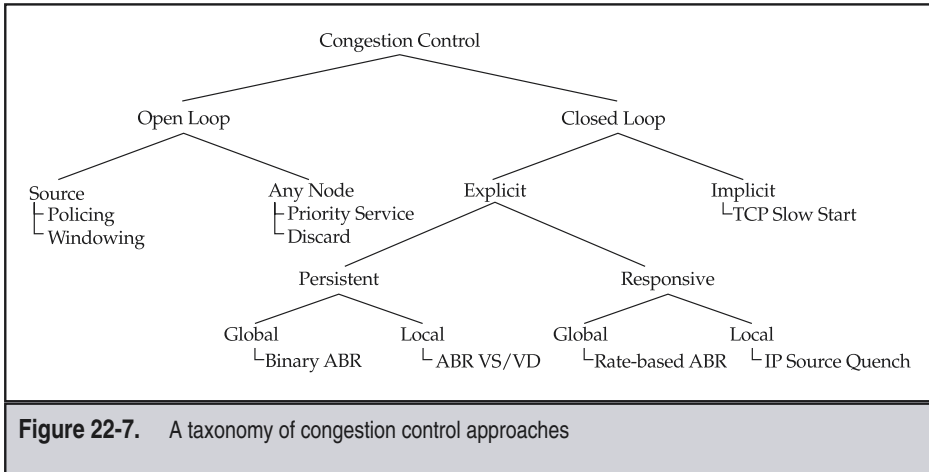 Congestion Control
Open Loop Closed Loop
Source Any Node Explicit Implicit
Policing Priority Service TCP Slow Start
Windowing Discard
Persistent Responsive
Global Local Global Local
Binary ABR ABR VS/VD Rate-based ABR IP Source Quench
Figure 22-7. A taxonomy of congestion control approaches